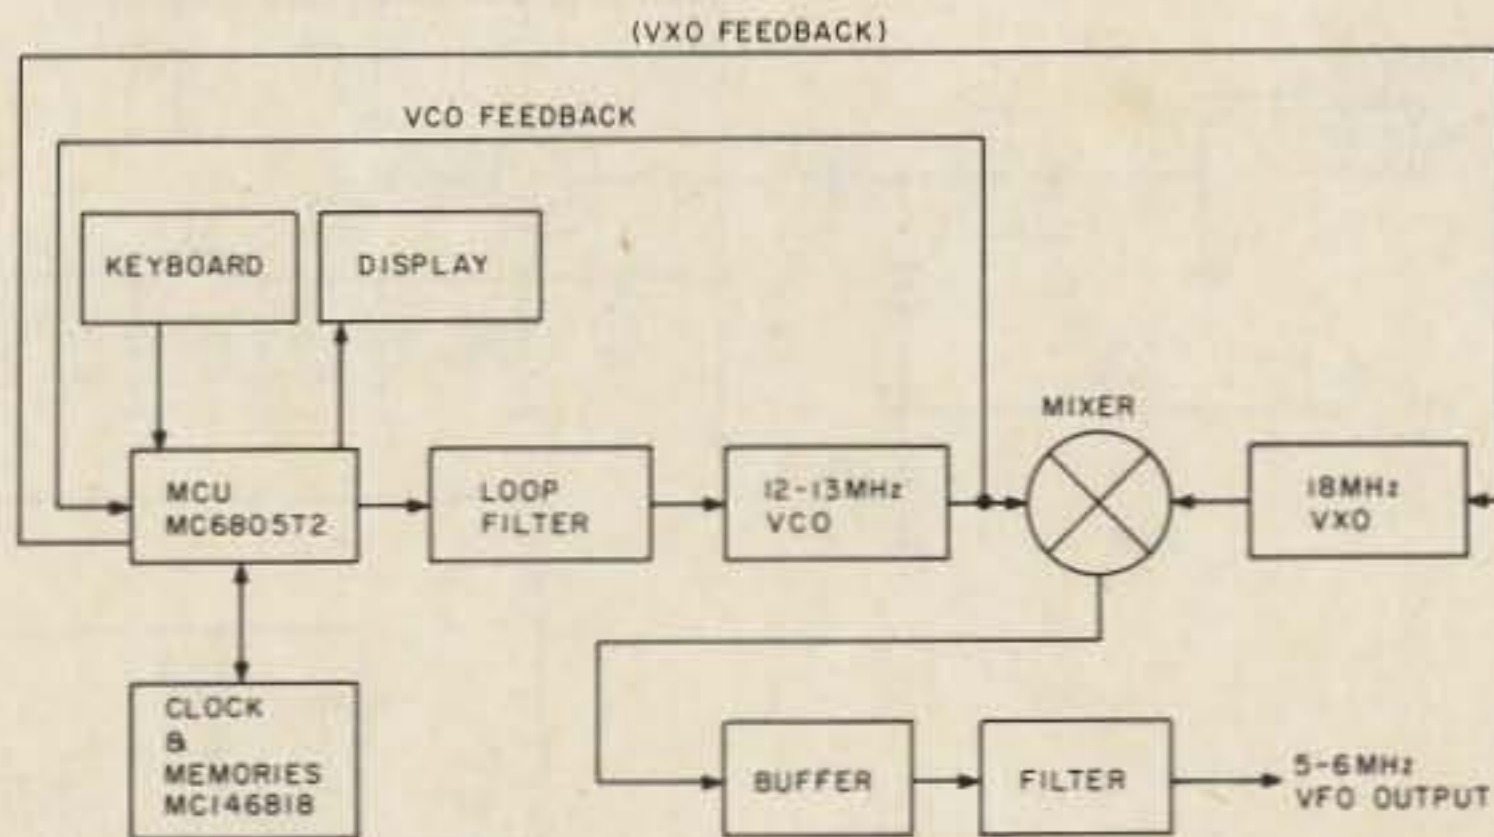 (VXO FEEDBACK)
VCO FEEDBACK
KEYBOARD
DISPLAY
MIXER
MCU
MC6805T2
LOOP
FILTER
12-13MHz
VCO
18MHz
VXO
CLOCK
&
MEMORIES
MC146818
BUFFER
FILTER
5-6MHz
VFO OUTPUT